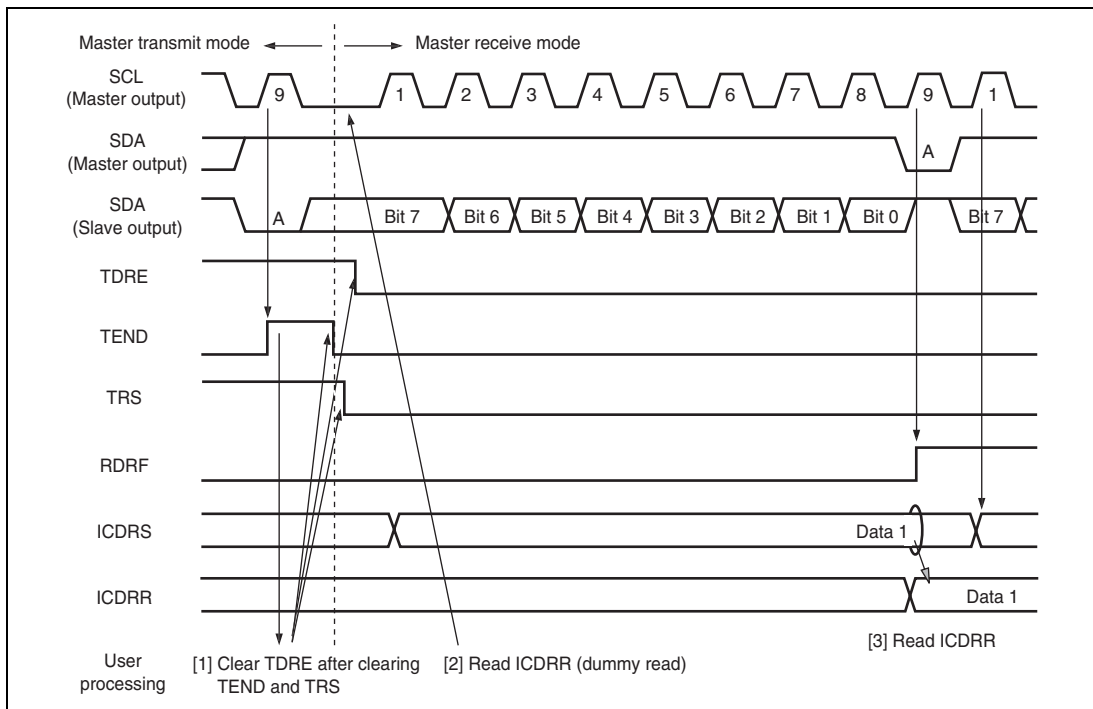 Master transmit mode
Master receive mode
SCL
(Master output)
9 1 2 3 4 5 6 7 8 9 1
SDA
(Master output)
A
SDA
(Slave output)
A Bit 7 Bit 6 Bit 5 Bit 4 Bit 3 Bit 2 Bit 1 Bit 0 Bit 7
TDRE
TEND
TRS
RDRF
ICDRS
Data 1
ICDRR
Data 1
User
processing
[1] Clear TDRE after clearing
TEND and TRS
[2] Read ICDRR (dummy read)
[3] Read ICDRR